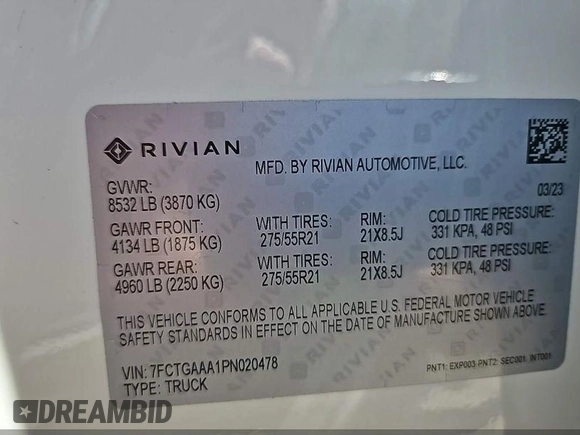 RIVIAN
MFD. BY RIVIAN AUTOMOTIVE, LLC.
GVWR: 03/23
8532 LB (3870 KG)
GAWR FRONT: WITH TIRES: RIM: COLD TIRE PRESSURE:
4134 LB (1875 KG) 275/55R21 21X8.5J 331 KPA, 48 PSI
GAWR REAR: WITH TIRES: RIM: COLD TIRE PRESSURE:
4960 LB (2250 KG) 275/55R21 21X8.5J 331 KPA, 48 PSI
THIS VEHICLE CONFORMS TO ALL APPLICABLE U.S. FEDERAL MOTOR VEHICLE
SAFETY STANDARDS IN EFFECT ON THE DATE OF MANUFACTURE SHOWN ABOVE.
VIN: 7FCTGAAA1PN020478
TYPE: TRUCK
PNT1: EXP003 PNT2: SEC001 INT001
DREAMBID